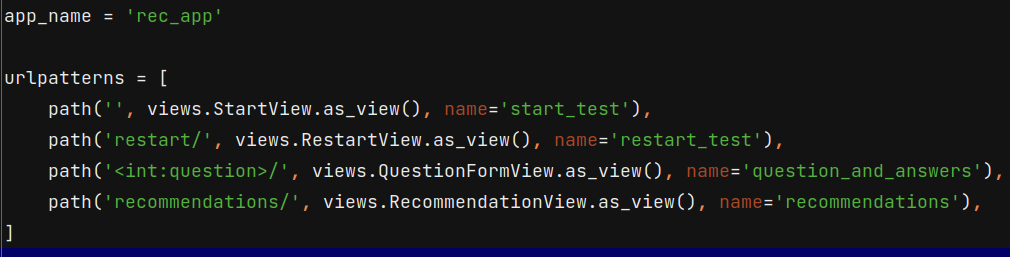 app_name = 'rec_app'
urlpatterns = [
path('', views.StartView.as_view(), name='start_test'),
path('restart/', views.RestartView.as_view(), name='restart_test'),
path('<int:question>/', views.QuestionFormView.as_view(), name='question_and_answers'),
path('recommendations/', views.RecommendationView.as_view(), name='recommendations'),
]